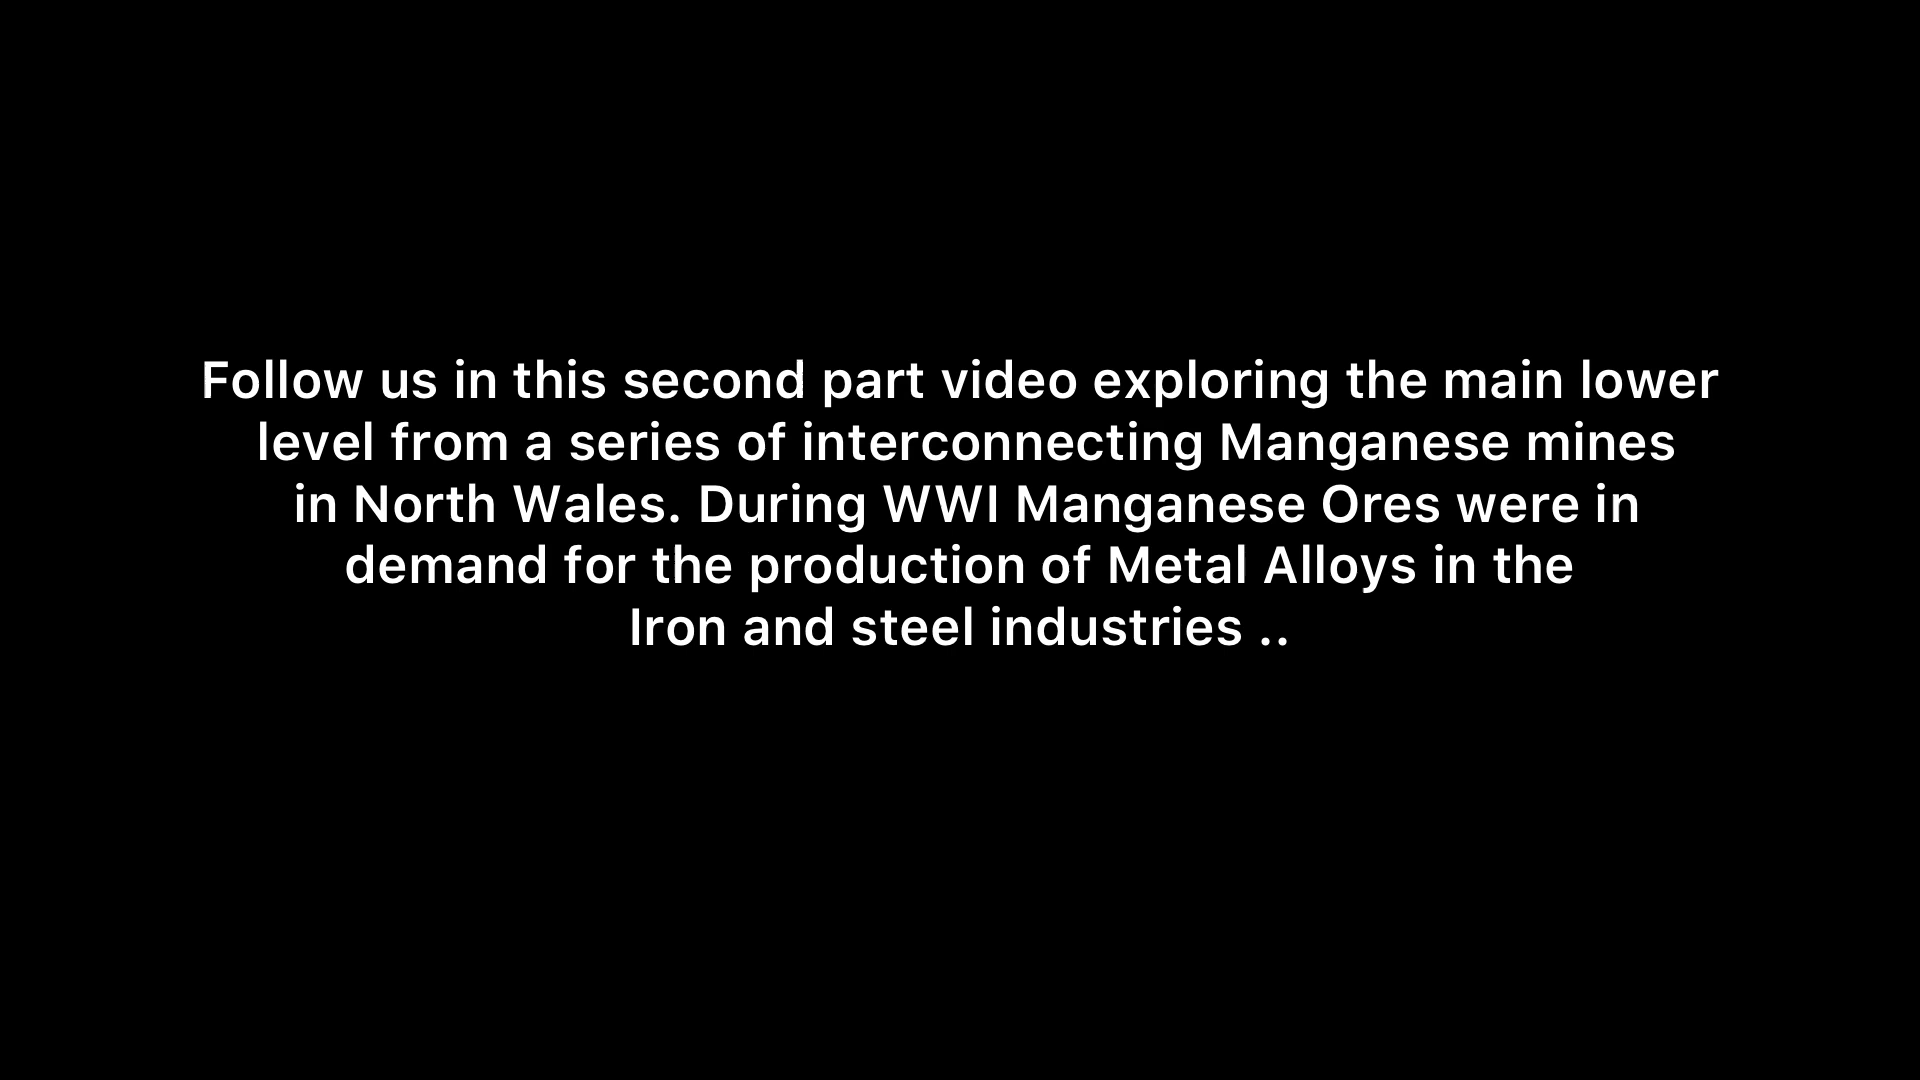 Follow us in this second part video exploring the main lower
level from a series of interconnecting Manganese mines
in North Wales. During WWI Manganese Ores were in
demand for the production of Metal Alloys in the
Iron and steel industries ..